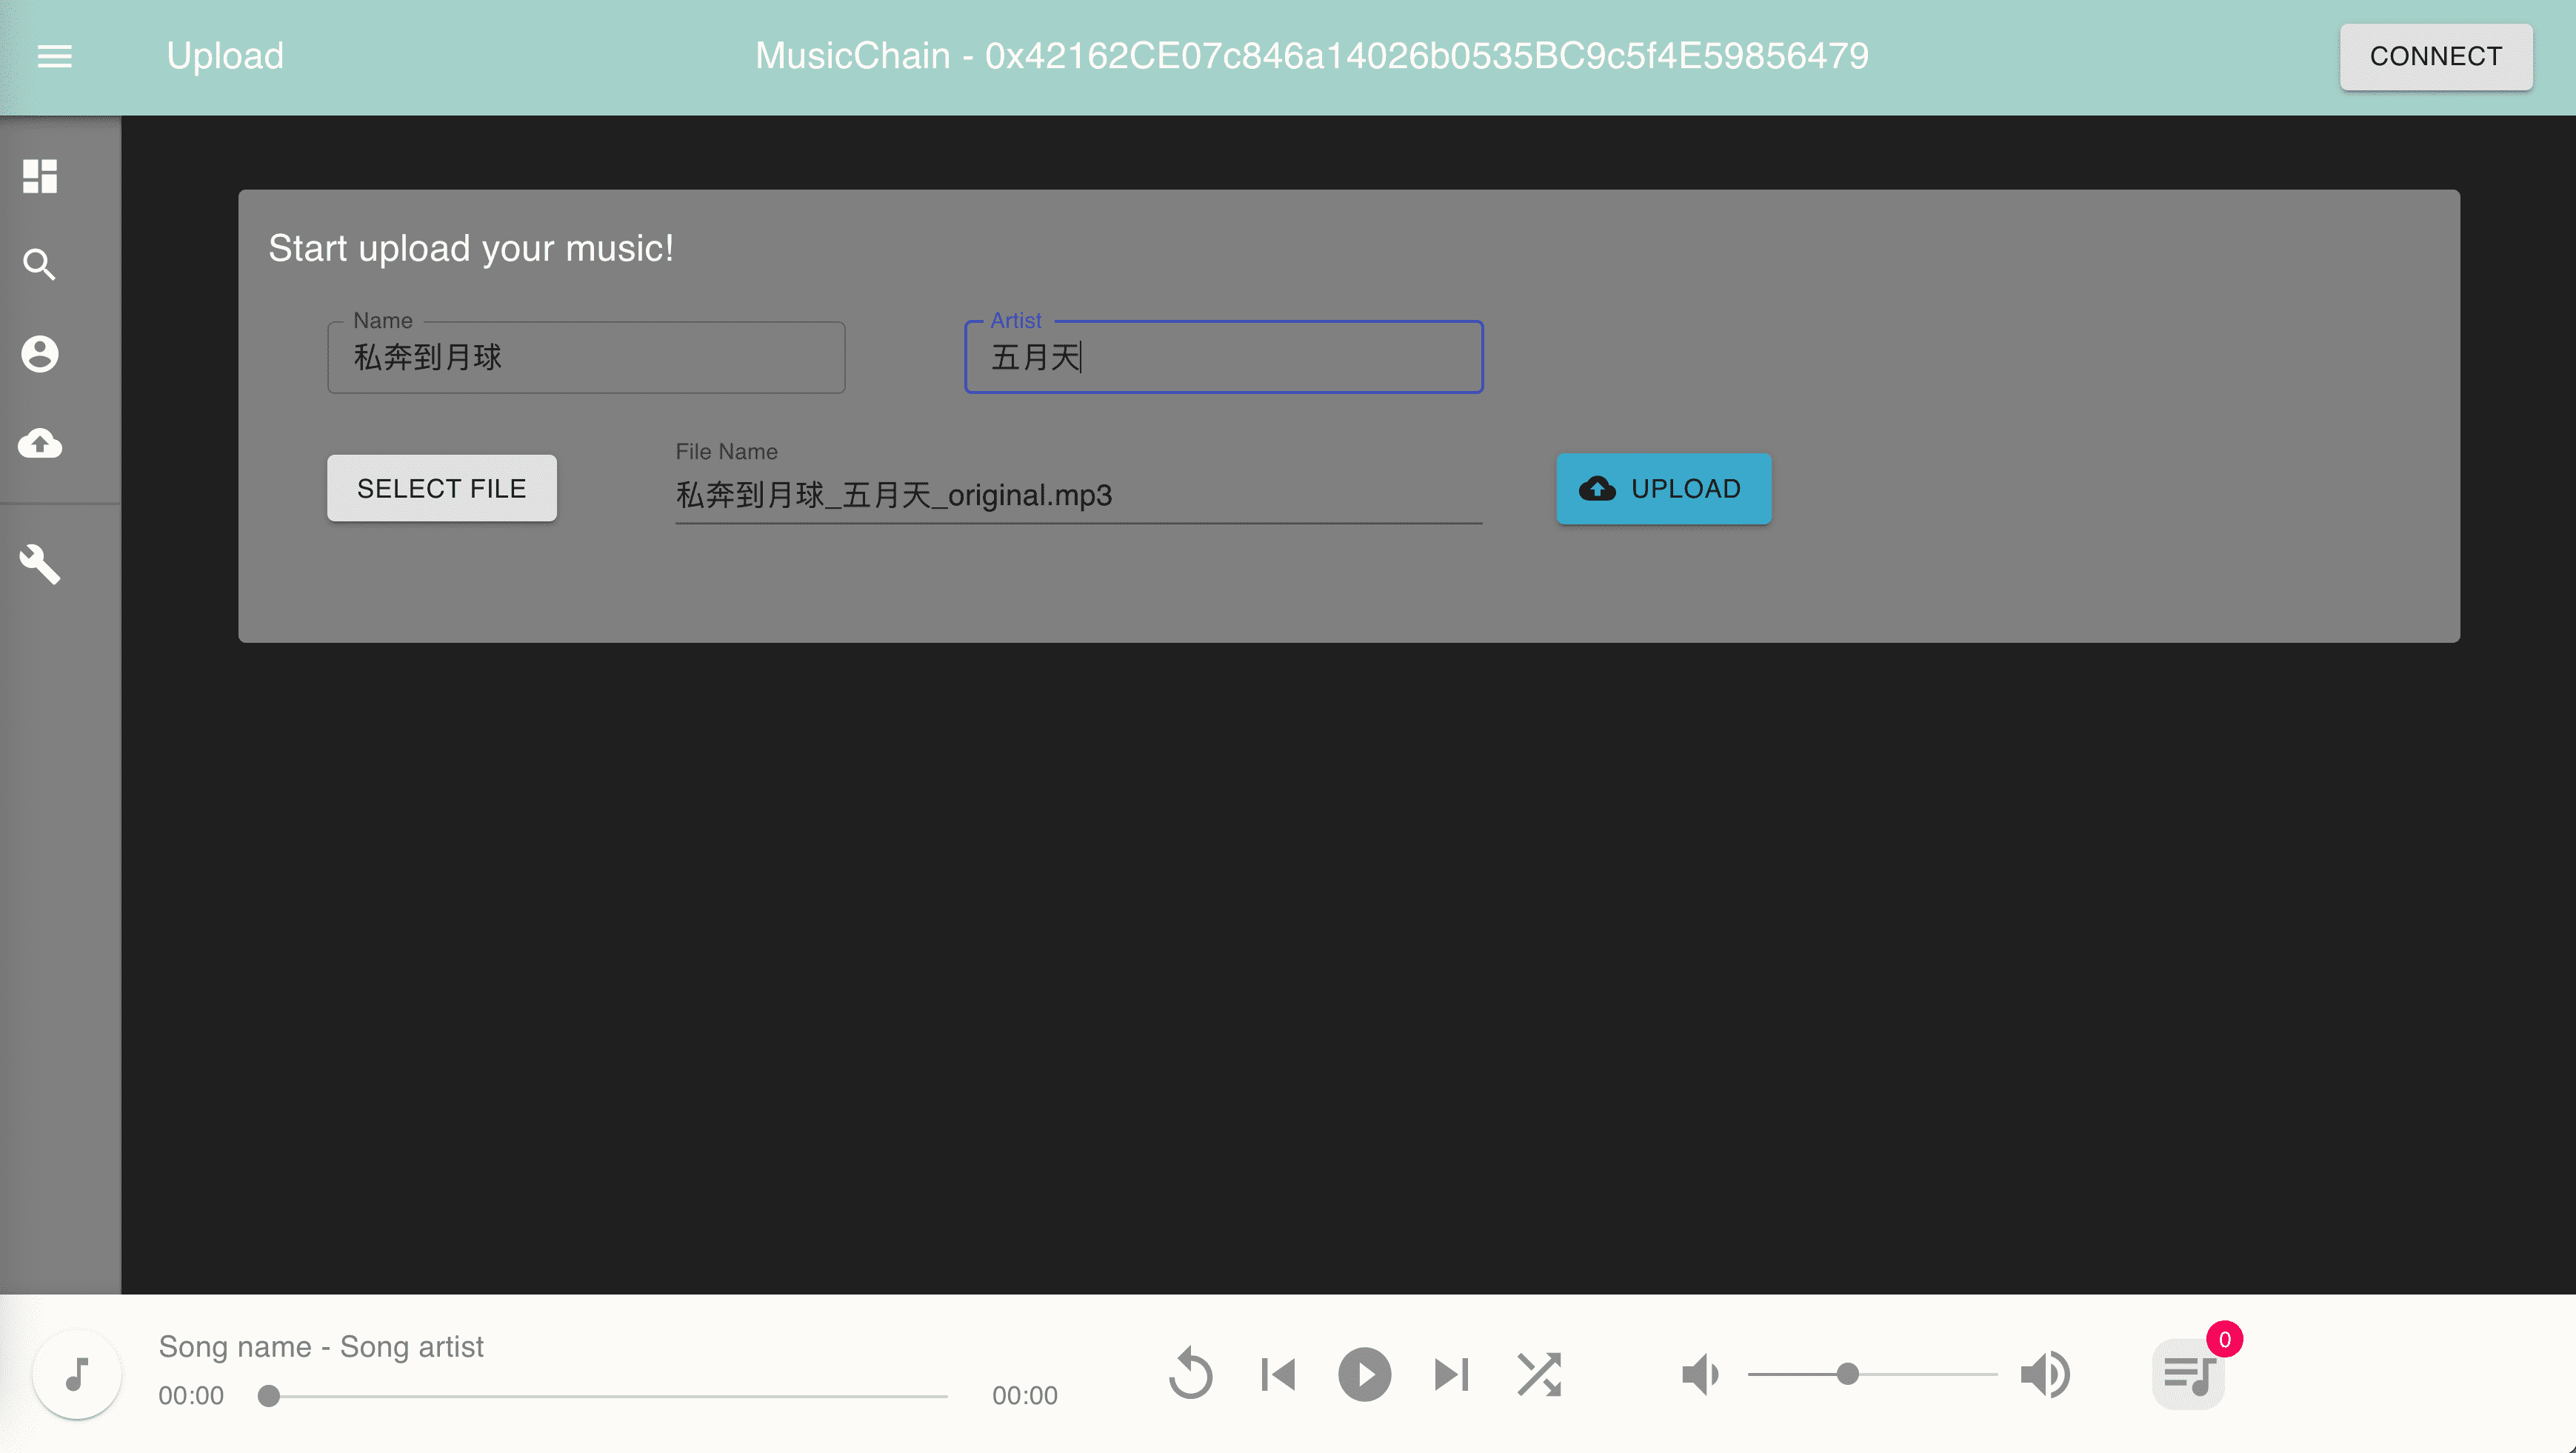 Upload
MusicChain - 0x42162CE07c846a14026b0535BC9c5f4E59856479
CONNECT
Start upload your music!
Name
私奔到月球
Artist
五月天
SELECT FILE
File Name
私奔到月球_五月天_original.mp3
UPLOAD
Song name - Song artist
00:00
00:00
0